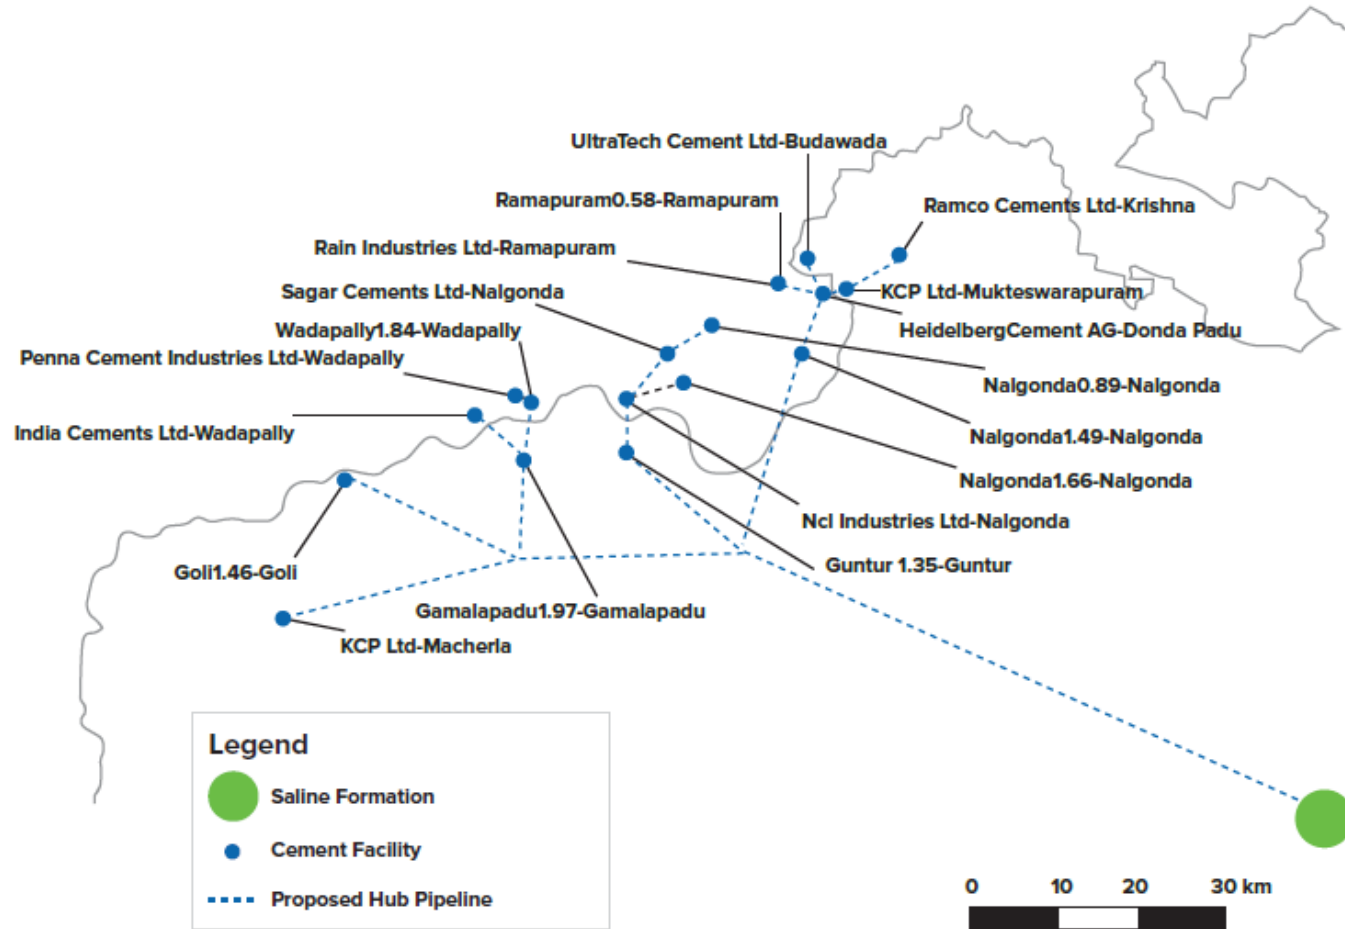 UltraTech Cement Ltd-Budawada
Ramapuram0.58-Ramapuram
Ramco Cements Ltd-Krishna
Rain Industries Ltd-Ramapuram
Sagar Cements Ltd-Nalgonda
KCP Ltd-Mukteswarapuram
Wadapally1.84-Wadapally
HeidelbergCement AG-Donda Padu
Penna Cement Industries Ltd-Wadapally
Nalgonda0.89-Nalgonda
India Cements Ltd-Wadapally
Nalgonda1.49-Nalgonda
Nalgonda1.66-Nalgonda
Ncl Industries Ltd-Nalgonda
Guntur 1.35-Guntur
Goli1.46-Goli
Gamalapadu1.97-Gamalapadu
KCP Ltd-Macherla
Legend
Saline Formation
Cement Facility
Proposed Hub Pipeline
0 10 20 30 km